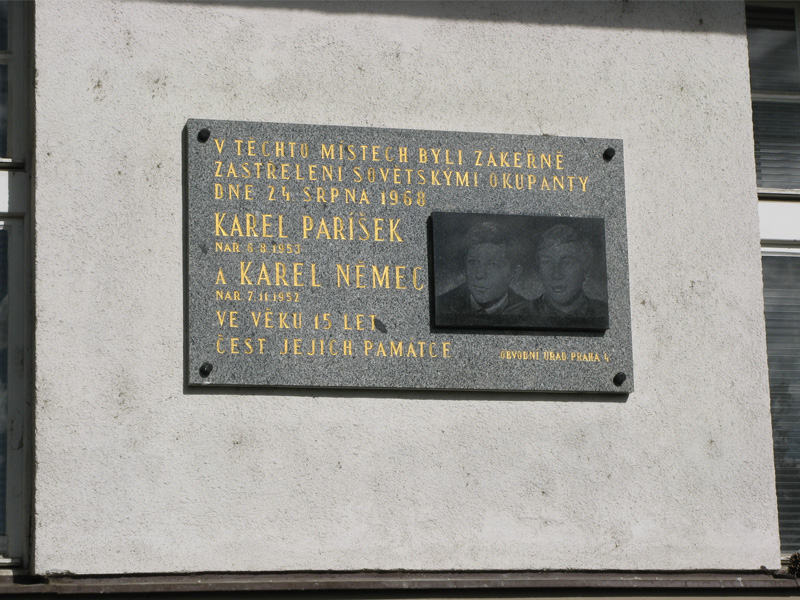 V TĚCHTO MÍSTECH BYLI ZÁKEŘNĚ
ZASTŘELENI SOVĚTSKÝMI OKUPANTY
DNE 24 SRPNA 1968
KAREL PAŘÍŠEK
NAR. 6 8 1953
A KAREL NĚMEC
NAR. 7. 11 1952
VE VĚKU 15 LET
ČEST JEJICH PAMÁTCE
OBVODNÍ ÚŘAD PRAHA 4